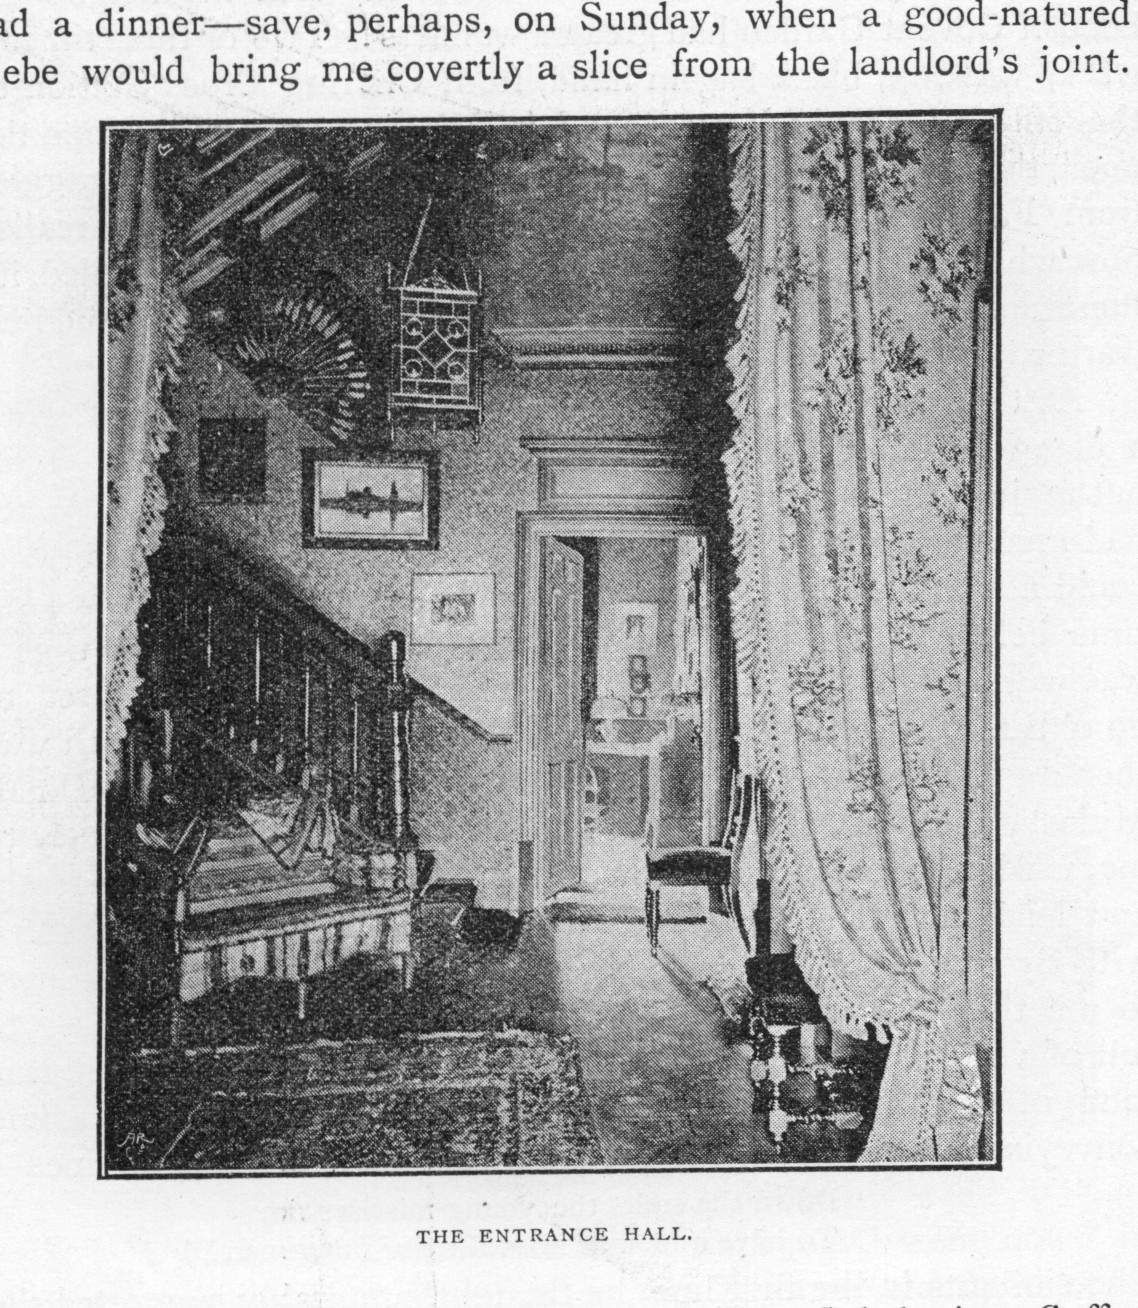 ad a dinner—save, perhaps, on Sunday, when a good-natured
ebe would bring me covertly a slice from the landlord's joint.
AR
THE ENTRANCE HALL.